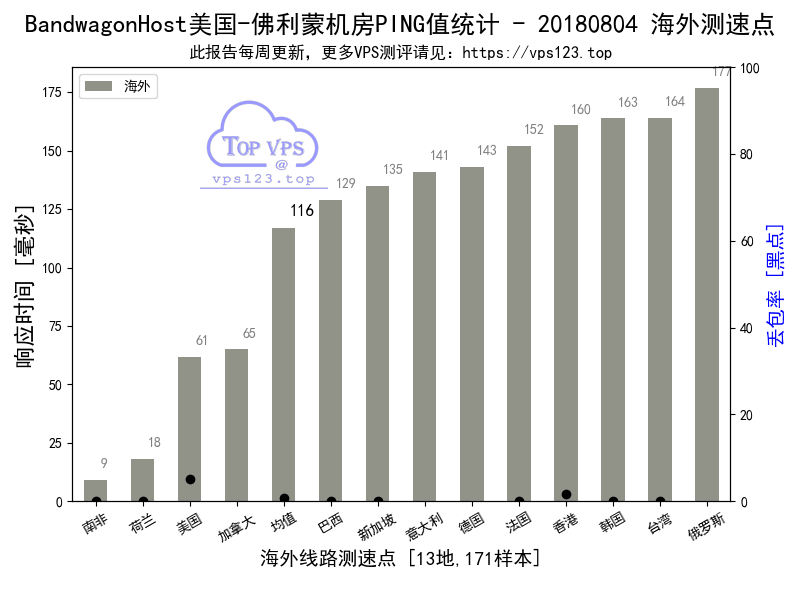 BandwagonHost美国-佛利蒙机房PING值统计 - 20180804 海外测速点
此报告每周更新，更多VPS测评请见：https://vps123.top
海外
TOP VPS
@
vps123.top
响应时间 [毫秒]
175
150
125
100
75
50
25
0
9
18
61
65
116
129
135
141
143
152
160
163
164
177
100
80
60
40
20
0
丢包率 [黑点]
南非
荷兰
美国
加拿大
均值
巴西
新加坡
意大利
德国
法国
香港
韩国
台湾
俄罗斯
海外线路测速点 [13地,171样本]